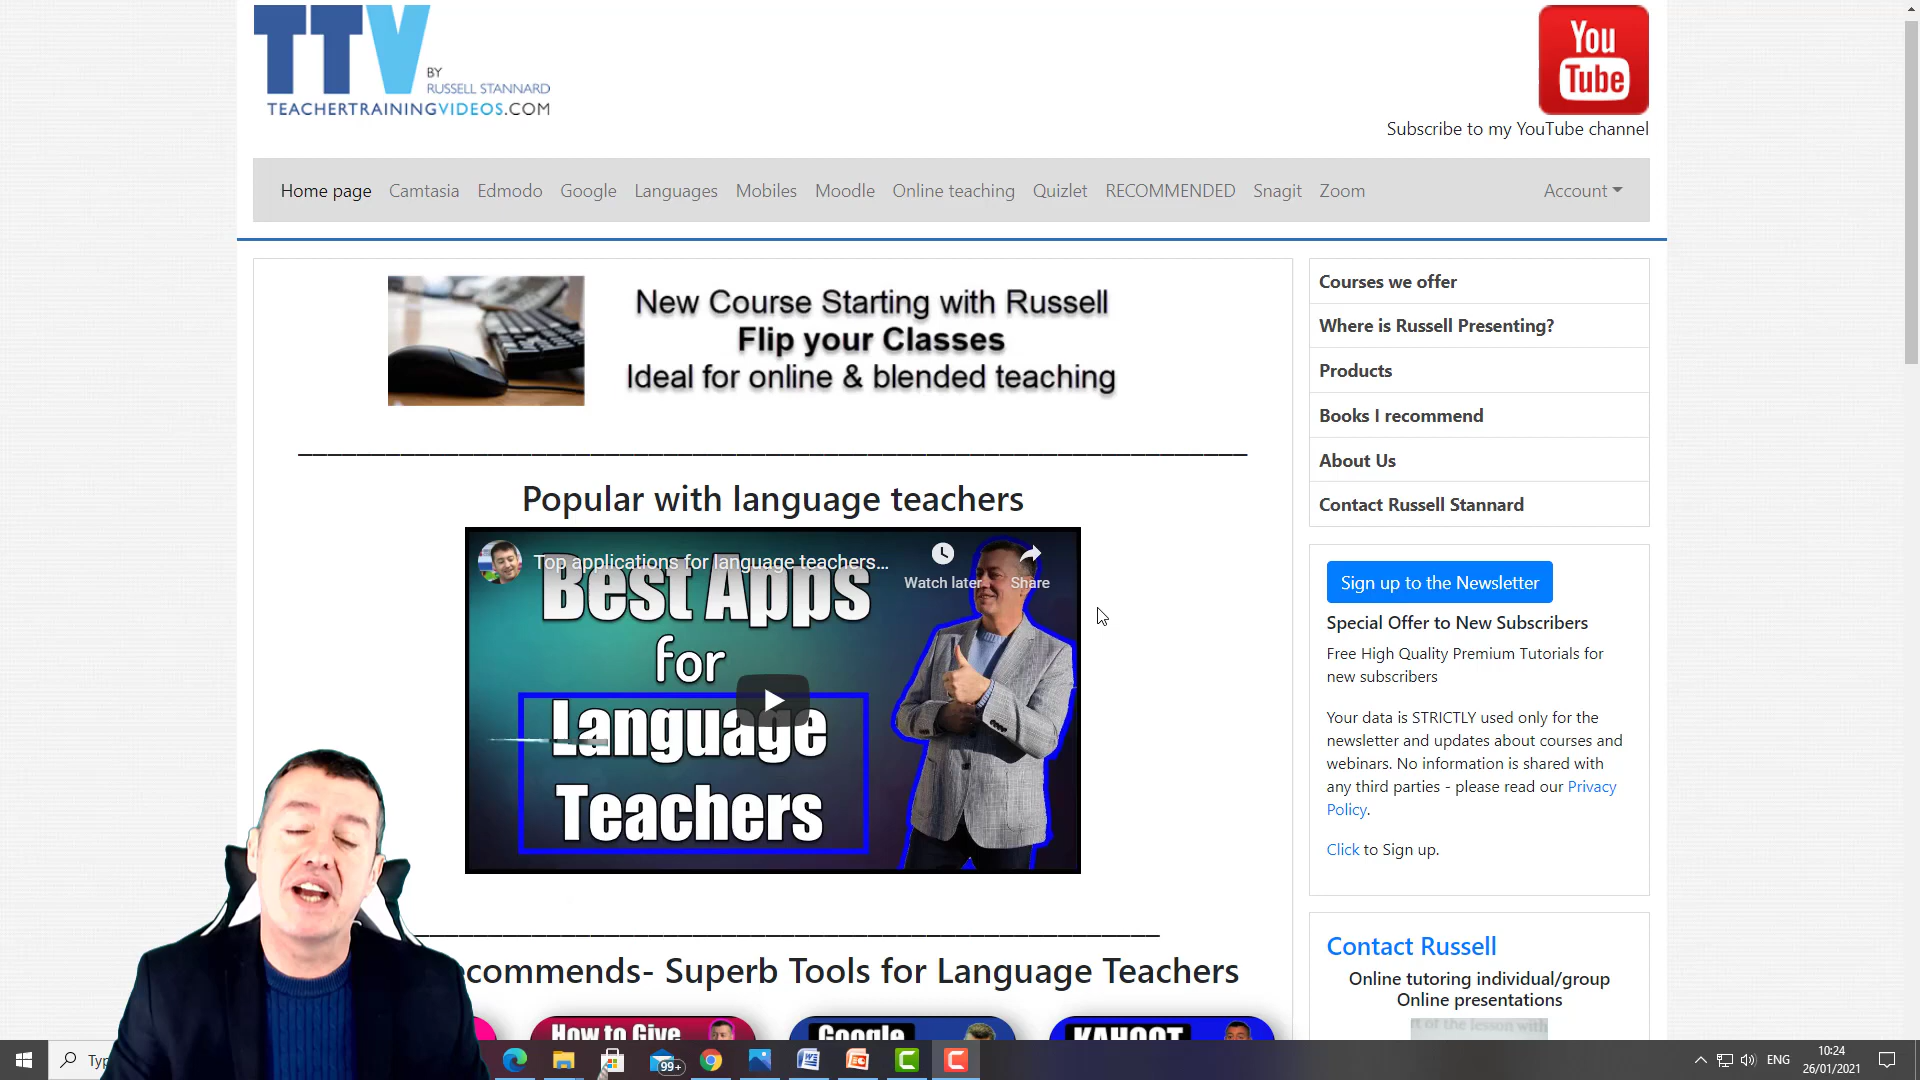 TTV
BY
RUSSELL STANNARD
TEACHERTRAININGVIDEOS.COM
You
Tube
Subscribe to my YouTube channel
Home page Camtasia Edmodo Google Languages Mobiles Moodle Online teaching Quizlet RECOMMENDED Snagit Zoom Account
New Course Starting with Russell
Flip your Classes
Ideal for online & blended teaching
Popular with language teachers
Top applications for language teachers...
Watch later
Share
Best Apps
for
Language
Teachers
commends- Superb Tools for Language Teachers
How to Give
Google
KAHOOT
Courses we offer
Where is Russell Presenting?
Products
Books I recommend
About Us
Contact Russell Stannard
Sign up to the Newsletter
Special Offer to New Subscribers
Free High Quality Premium Tutorials for
new subscribers
Your data is STRICTLY used only for the
newsletter and updates about courses and
webinars. No information is shared with
any third parties - please read our Privacy
Policy.
Click to Sign up.
Contact Russell
Online tutoring individual/group
Online presentations
rt of the lesson with
Typ
99+
ENG
10:24
26/01/2021